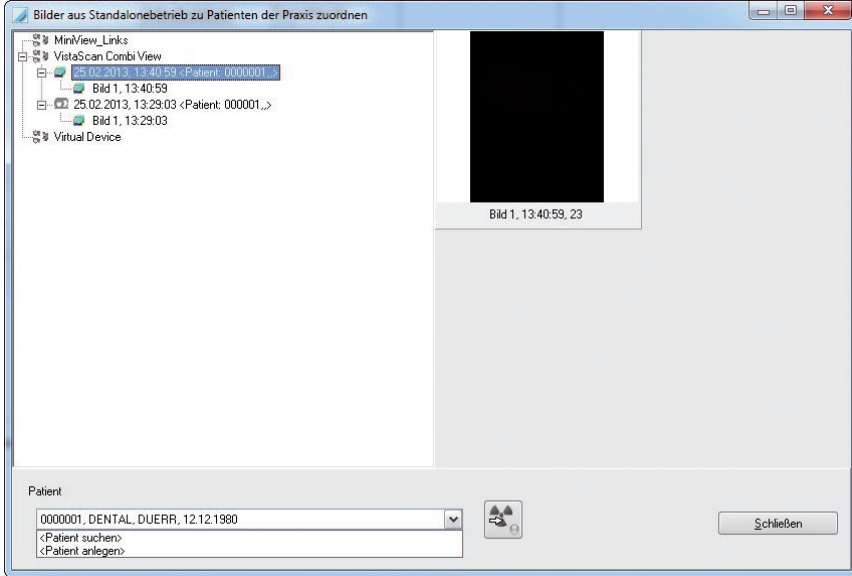 Bilder aus Standalonebetrieb zu Patienten der Praxis zuordnen
MiniView_Links
VistaScan Combi View
25.02.2013, 13:40:59 <Patient: 0000001,,>
Bild 1, 13:40:59
25.02.2013, 13:29:03 <Patient: 000001,,>
Bild 1, 13:29:03
Virtual Device
Bild 1, 13:40:59, 23
Patient
0000001, DENTAL, DUERR, 12.12.1980
<Patient suchen>
<Patient anlegen>
Schließen